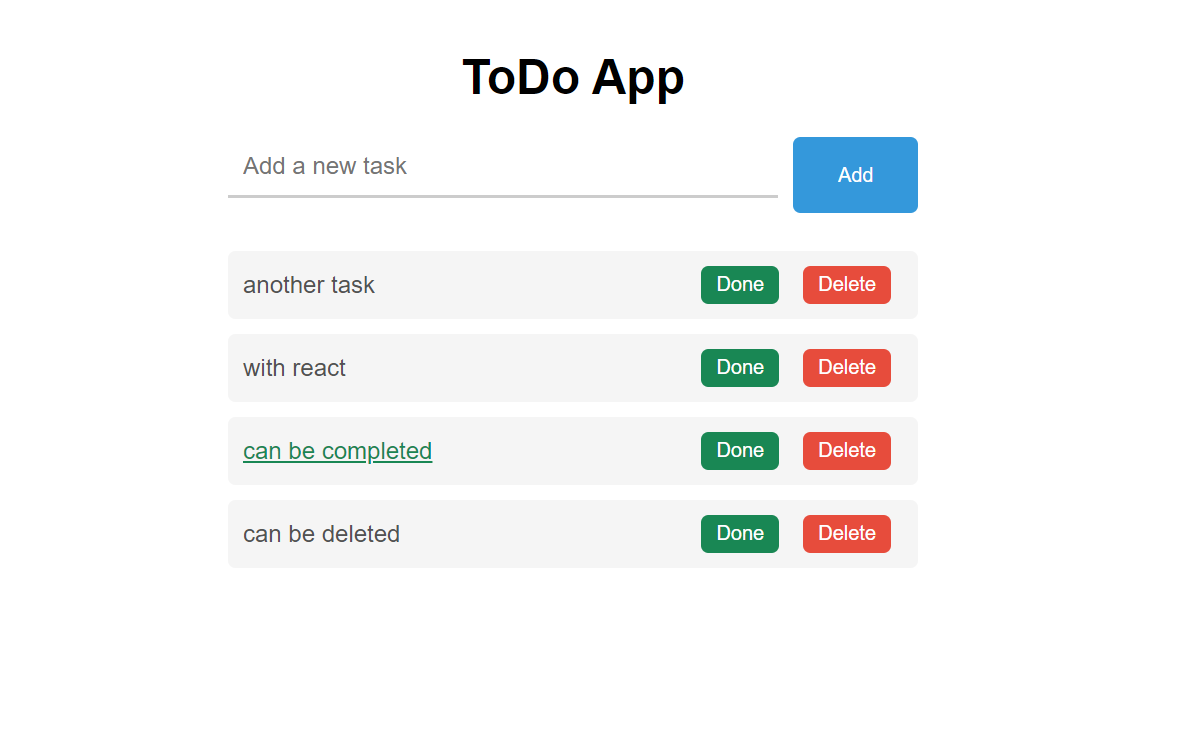 ToDo App
Add a new task
Add
another task Done Delete
with react Done Delete
can be completed Done Delete
can be deleted Done Delete